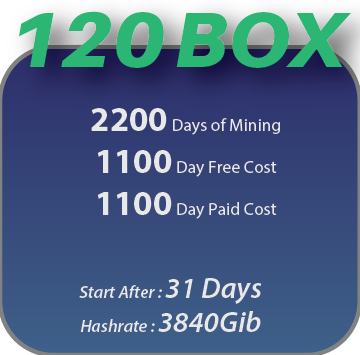 120 BOX
2200 Days of Mining
1100 Day Free Cost
1100 Day Paid Cost
Start After : 31 Days
Hashrate : 3840Gib